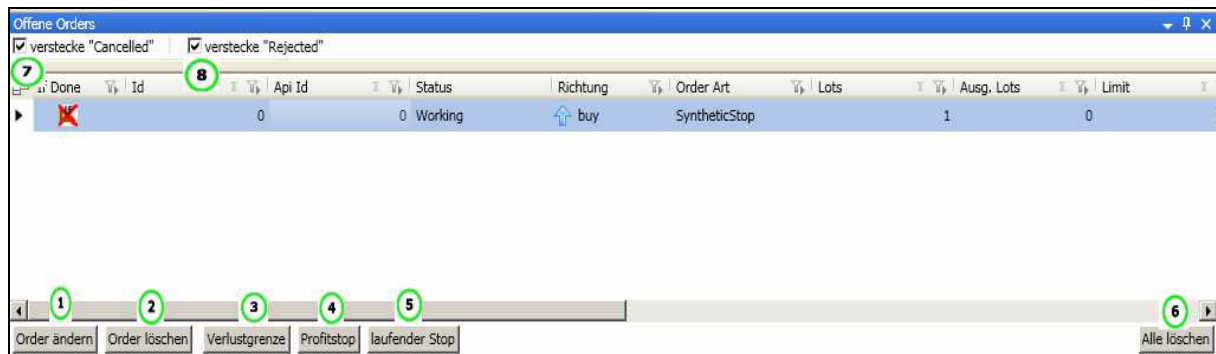 Offene Orders
verstecke "Cancelled" verstecke "Rejected"
7 8
Done Id Api Id Status Richtung Order Art Lots Ausg. Lots Limit
0 0 Working buy SyntheticStop 1 0
1 2 3 4 5 6
Order ändern Order löschen Verlustgrenze Profitstop laufender Stop Alle löschen